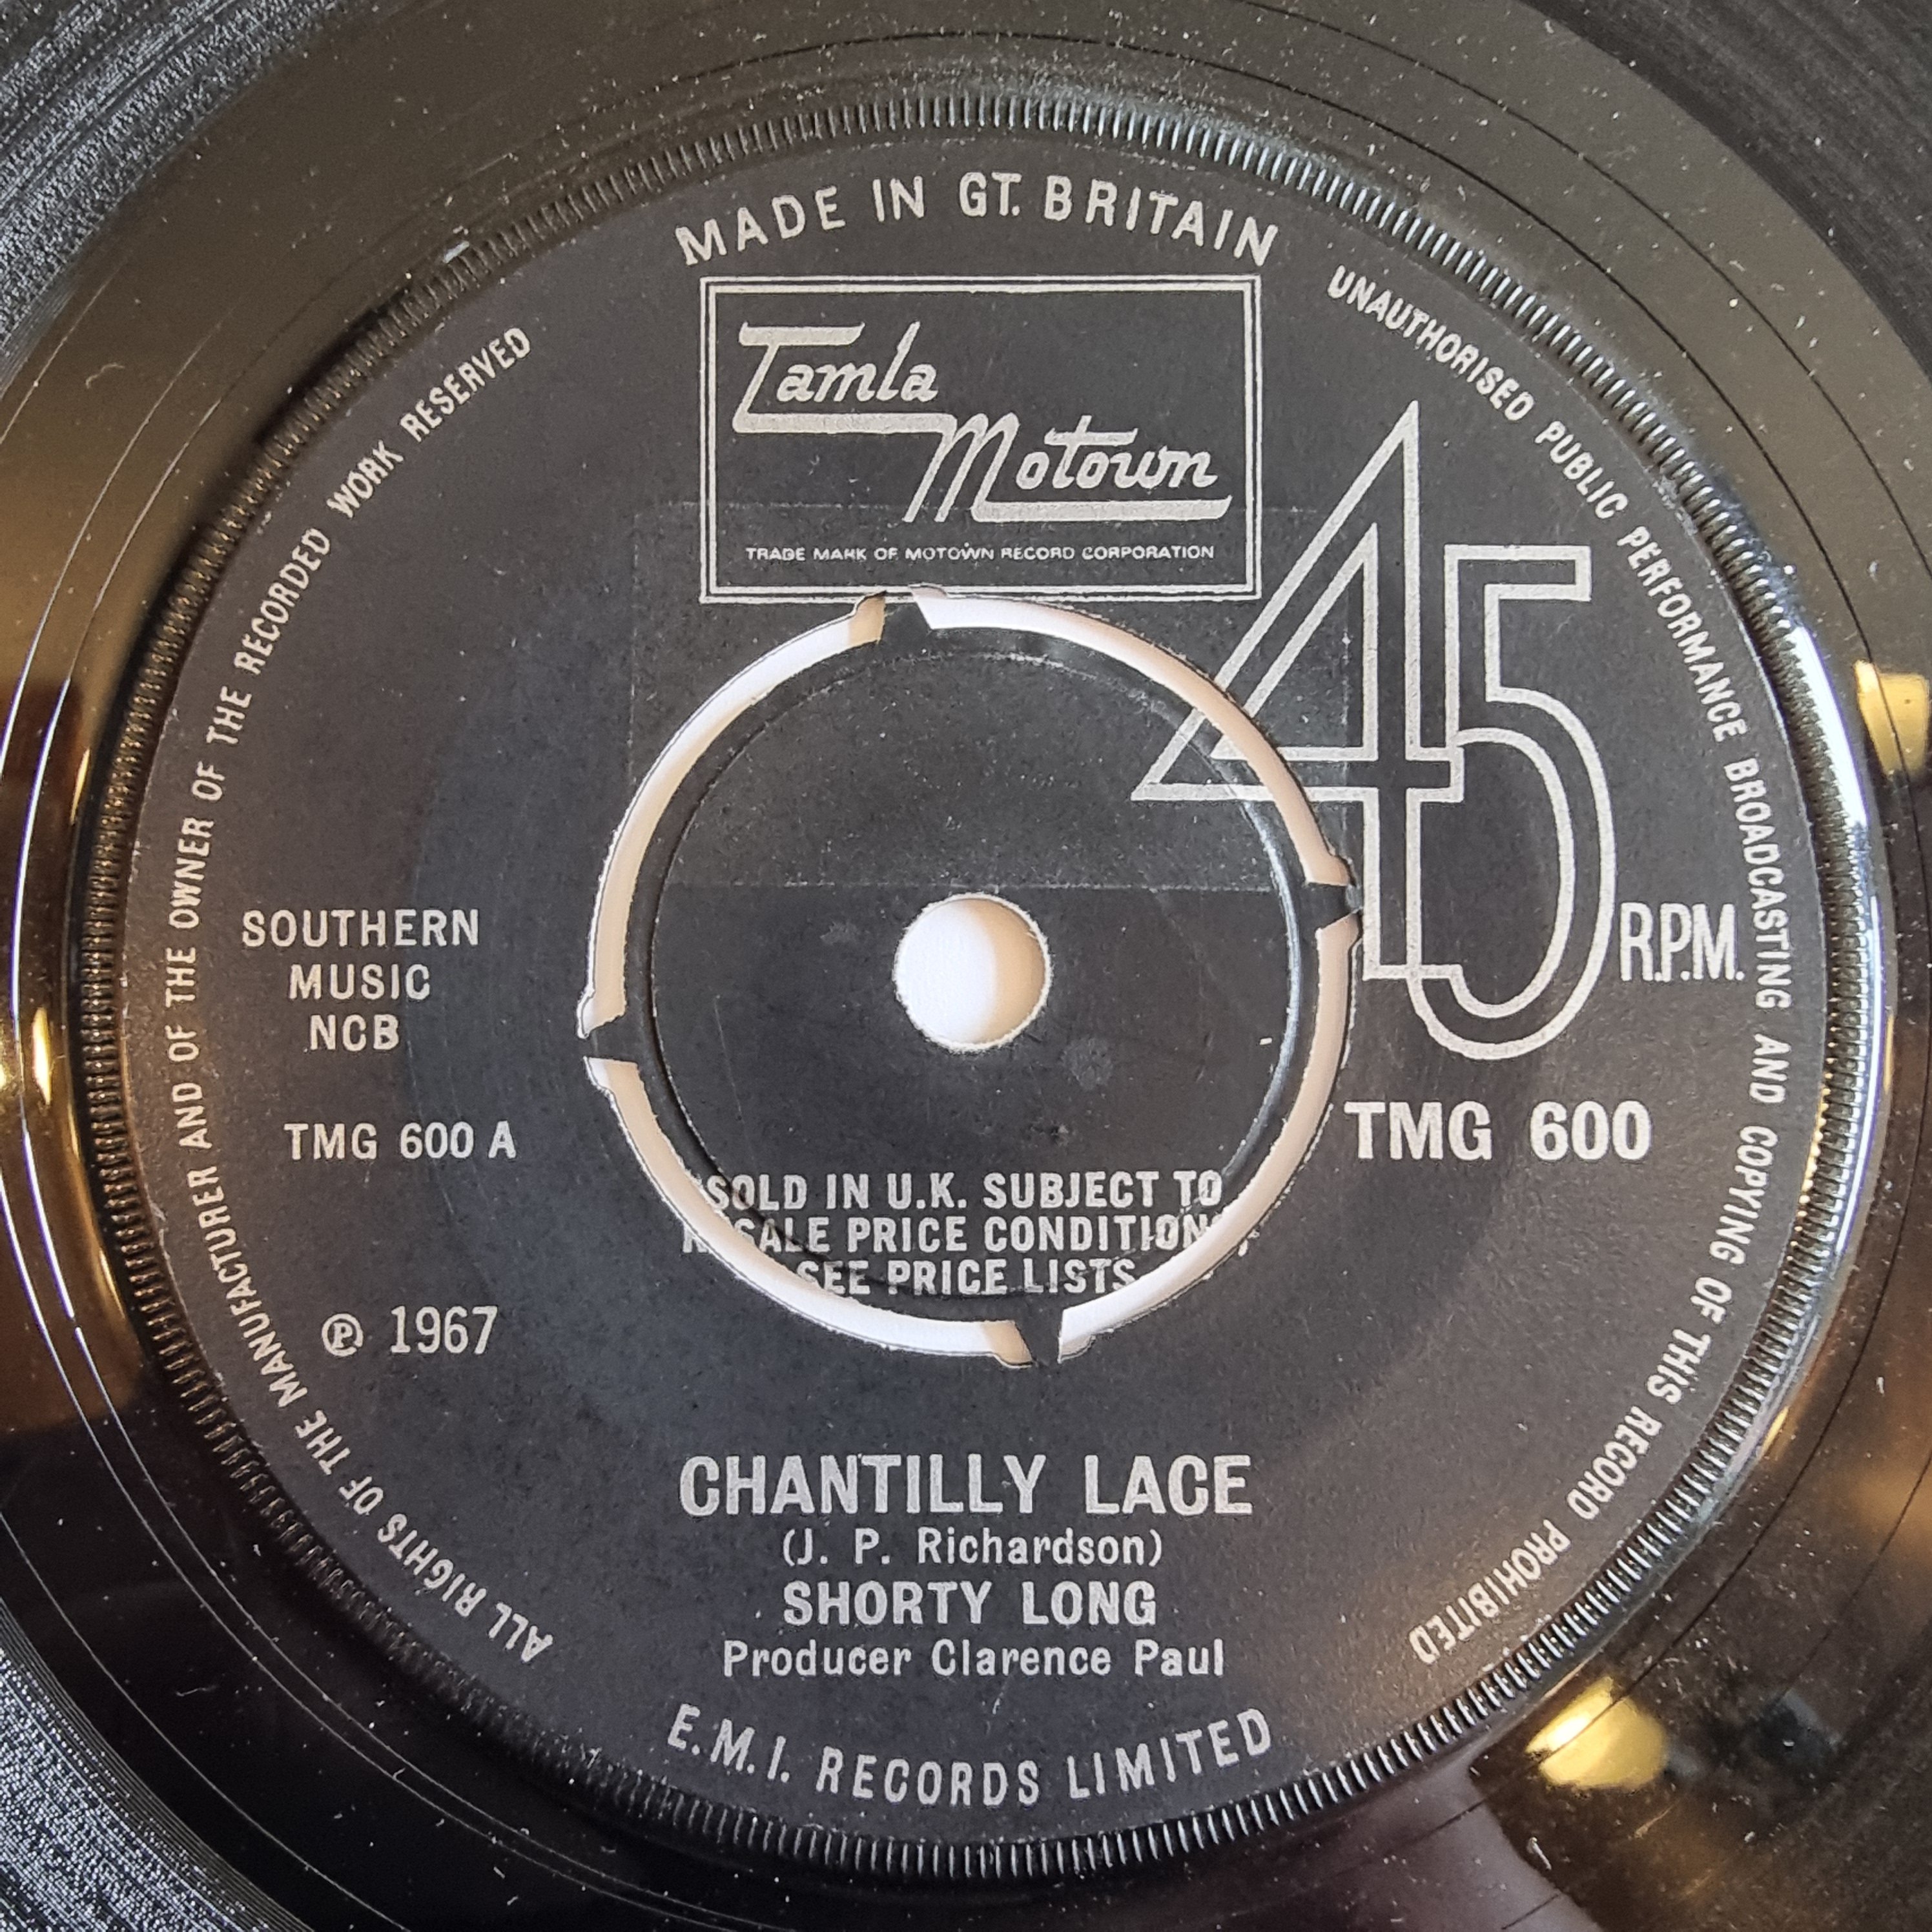 MADE IN GT. BRITAIN
Tamla
Motown
TRADE MARK OF MOTOWN RECORD CORPORATION
UNAUTHORISED PUBLIC PERFORMANCE BROADCASTING AND COPYING OF THIS RECORD PROHIBITED
ALL RIGHTS OF THE MANUFACTURER AND OF THE OWNER OF THE RECORDED WORK RESERVED
45 R.P.M.
SOUTHERN
MUSIC
NCB
TMG 600 A
TMG 600
SOLD IN U.K. SUBJECT TO
RESALE PRICE CONDITIONS,
SEE PRICE LISTS
℗ 1967
CHANTILLY LACE
(J. P. Richardson)
SHORTY LONG
Producer Clarence Paul
E.M.I. RECORDS LIMITED